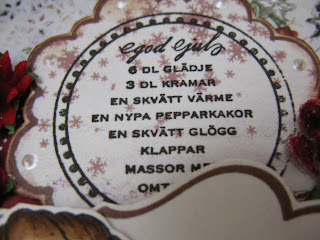 God Jul
6 DL GLÄDJE
3 DL KRAMAR
EN SKVÄTT VÄRME
EN NYPA PEPPARKAKOR
EN SKVÄTT GLÖGG
KLAPPAR
MASSOR